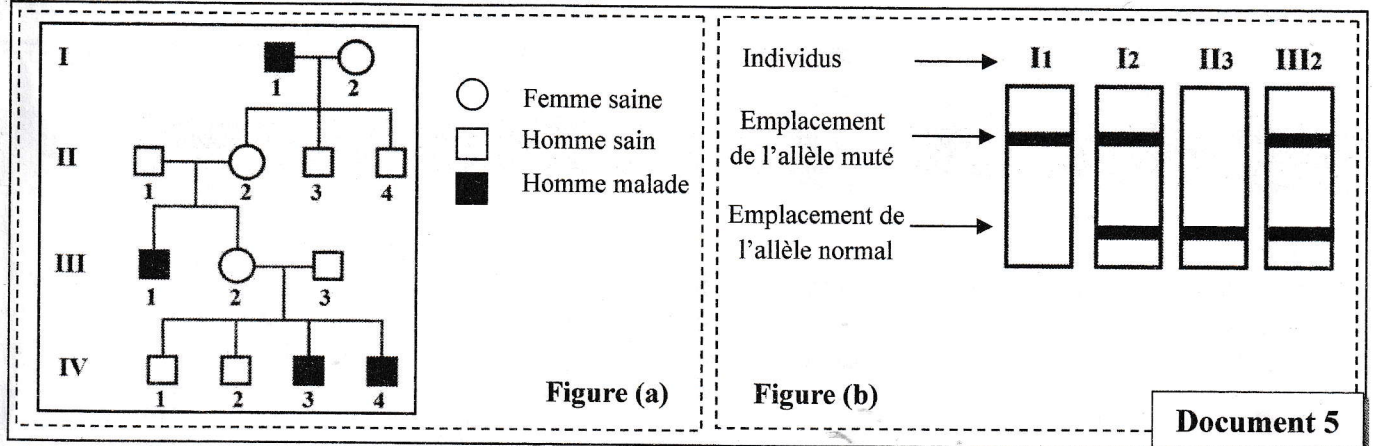 I
1 2
II
1 2 3 4
III
1 2 3
IV
1 2 3 4
Femme saine
Homme sain
Homme malade
Figure (a)
Individus I1 I2 II3 III2
Emplacement
de l'allèle muté
Emplacement de
l'allèle normal
Figure (b)
Document 5